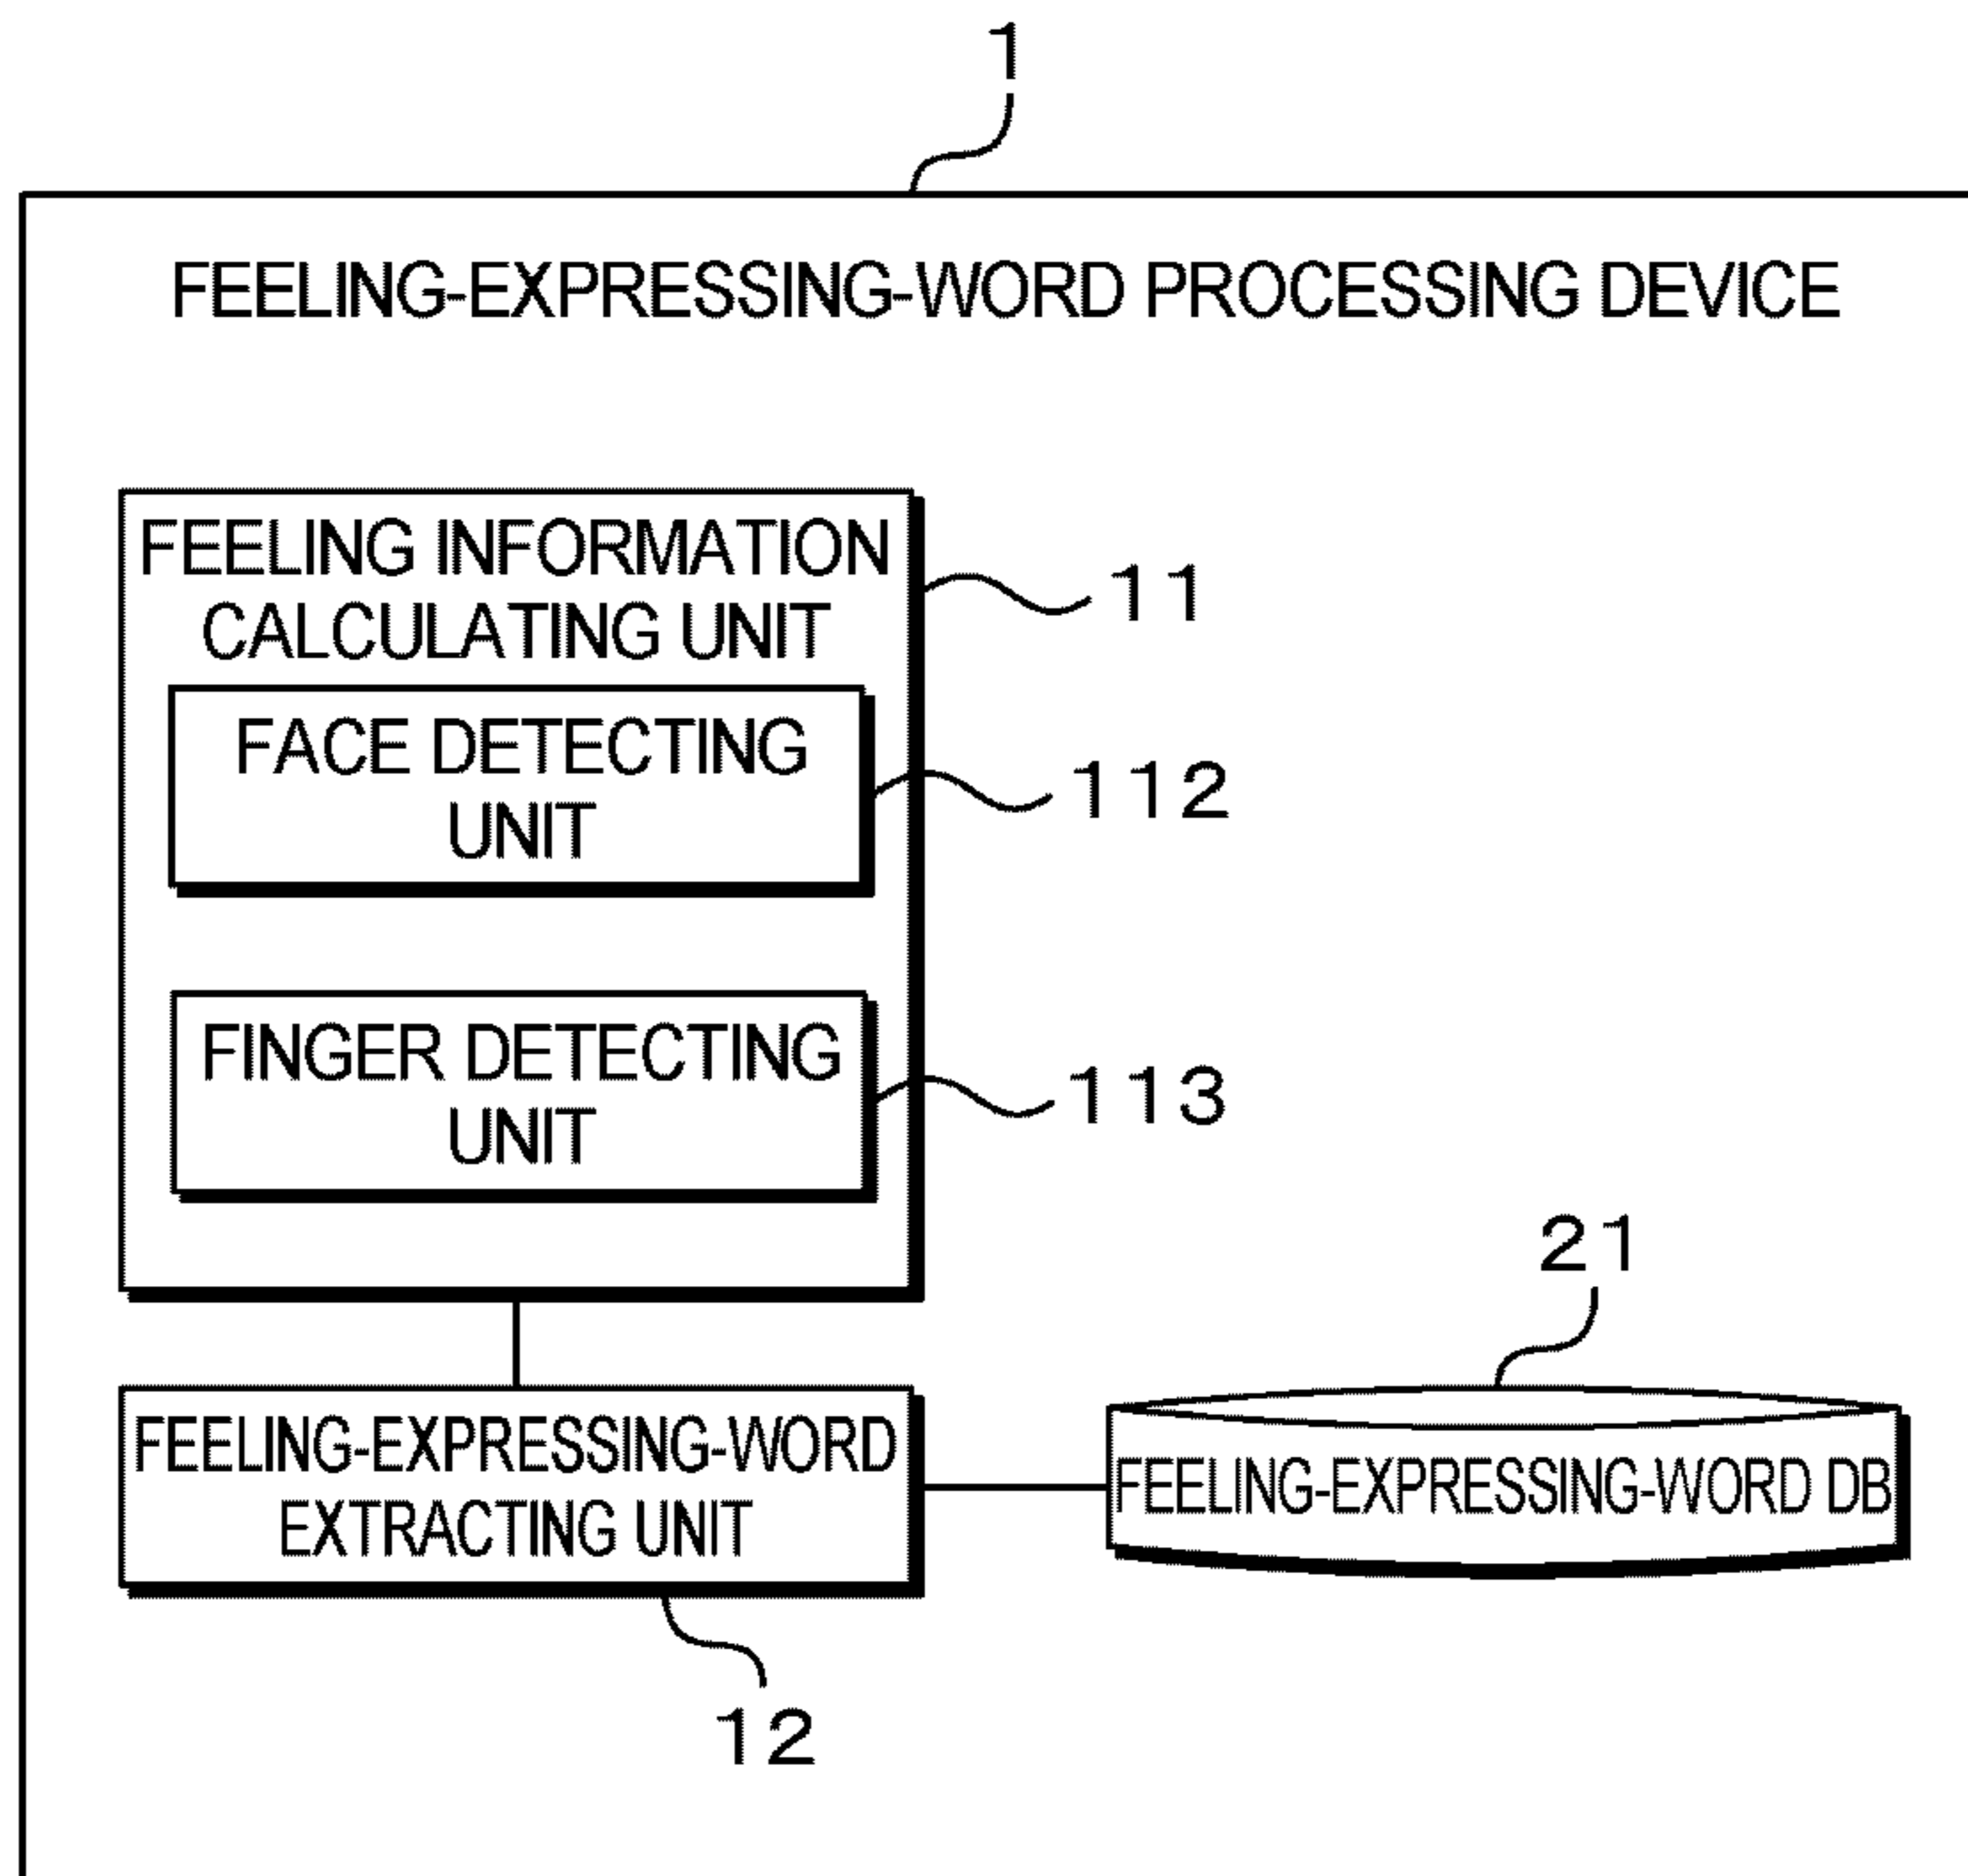 1
FEELING-EXPRESSING-WORD PROCESSING DEVICE
FEELING INFORMATION
CALCULATING UNIT
11
FACE DETECTING
UNIT
112
FINGER DETECTING
UNIT
113
21
FEELING-EXPRESSING-WORD
EXTRACTING UNIT
FEELING-EXPRESSING-WORD DB
12